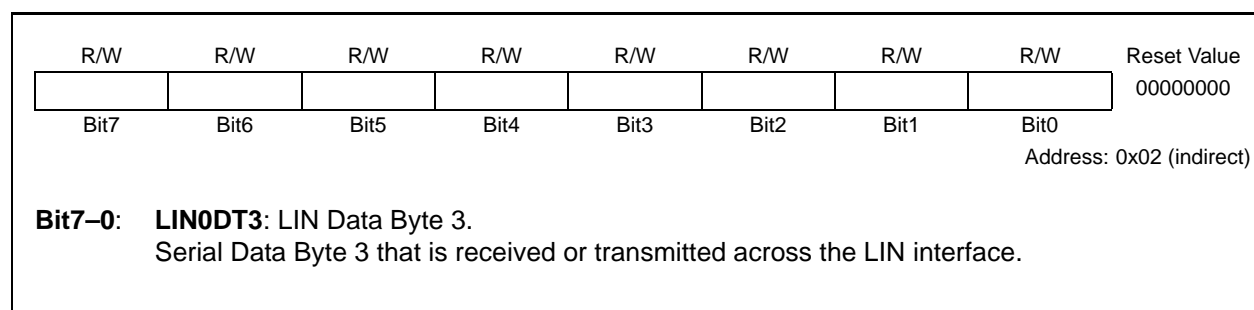 R/W R/W R/W R/W R/W R/W R/W R/W Reset Value
00000000
Bit7 Bit6 Bit5 Bit4 Bit3 Bit2 Bit1 Bit0
Address: 0x02 (indirect)
Bit7–0: LIN0DT3: LIN Data Byte 3.
Serial Data Byte 3 that is received or transmitted across the LIN interface.